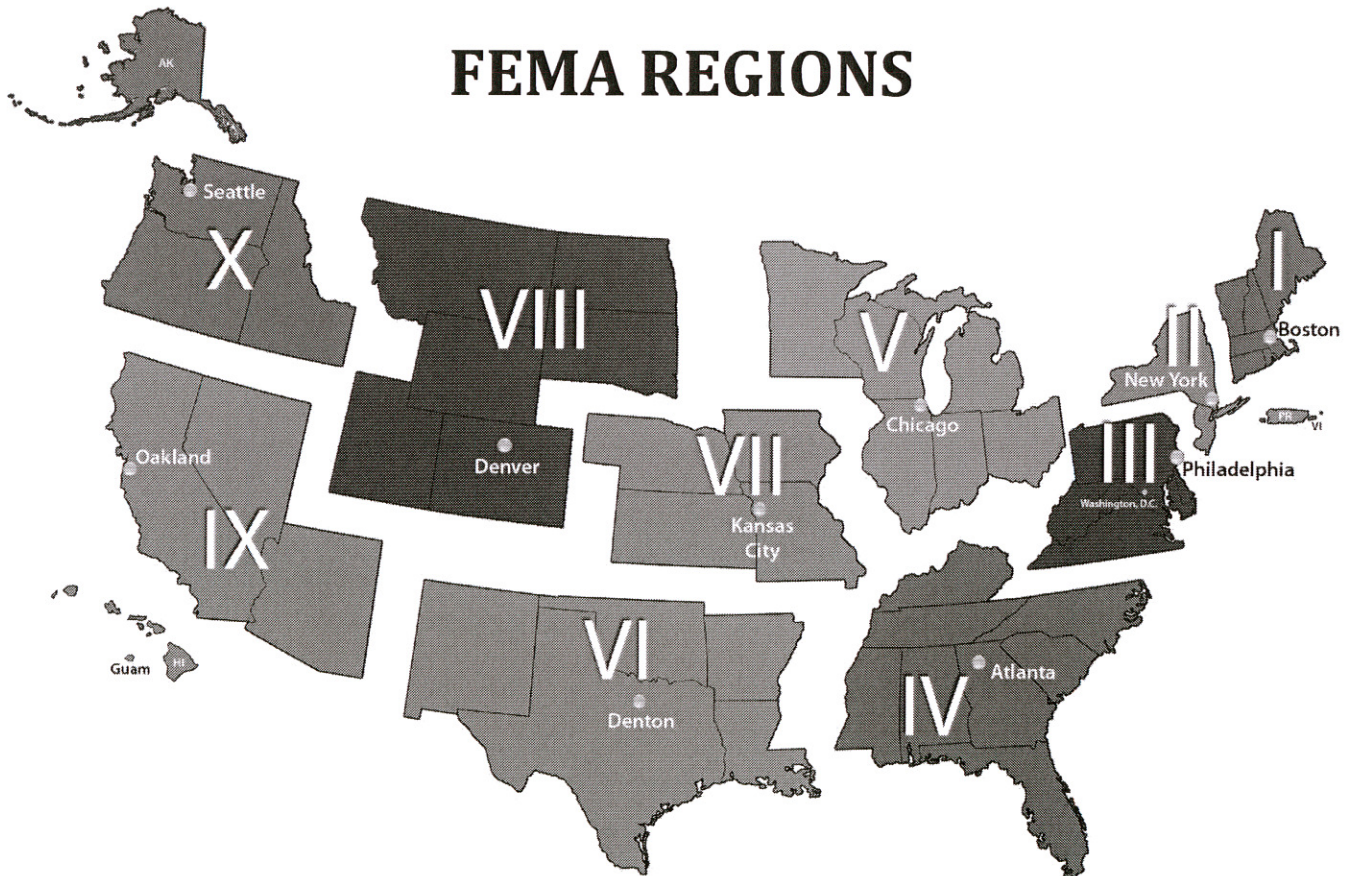 FEMA REGIONS
AK
Seattle
X
VIII
V
I
II
Boston
New York
PR
VI
Chicago
III
Philadelphia
Washington, D.C.
Oakland
Denver
VII
Kansas
City
IX
Guam
HI
VI
Denton
Atlanta
IV